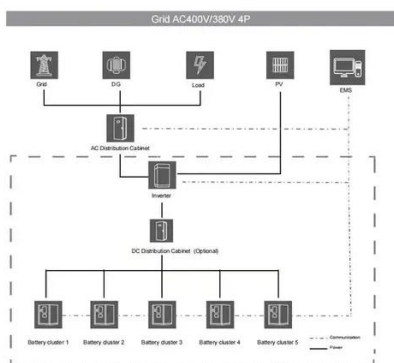 Grid AC400V/380V 4P
Grid
DG
Load
PV
EMS
AC Distribution Cabinet
Inverter
DC Distribution Cabinet (Optional)
Battery cluster 1
Battery cluster 2
Battery cluster 3
Battery cluster 4
Battery cluster 5
Communication
Power